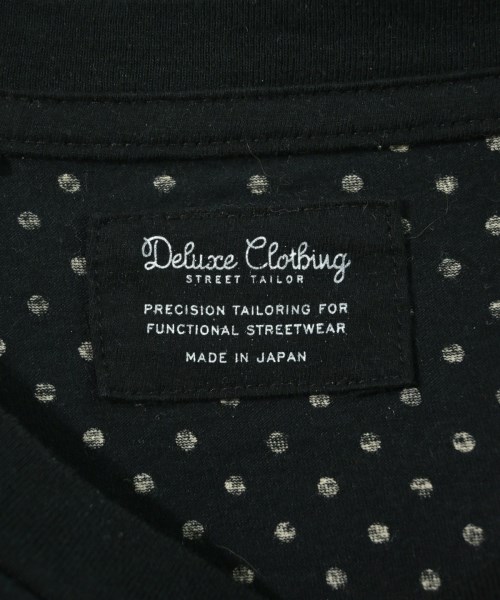 Deluxe Clothing
STREET TAILOR
PRECISION TAILORING FOR
FUNCTIONAL STREETWEAR
MADE IN JAPAN